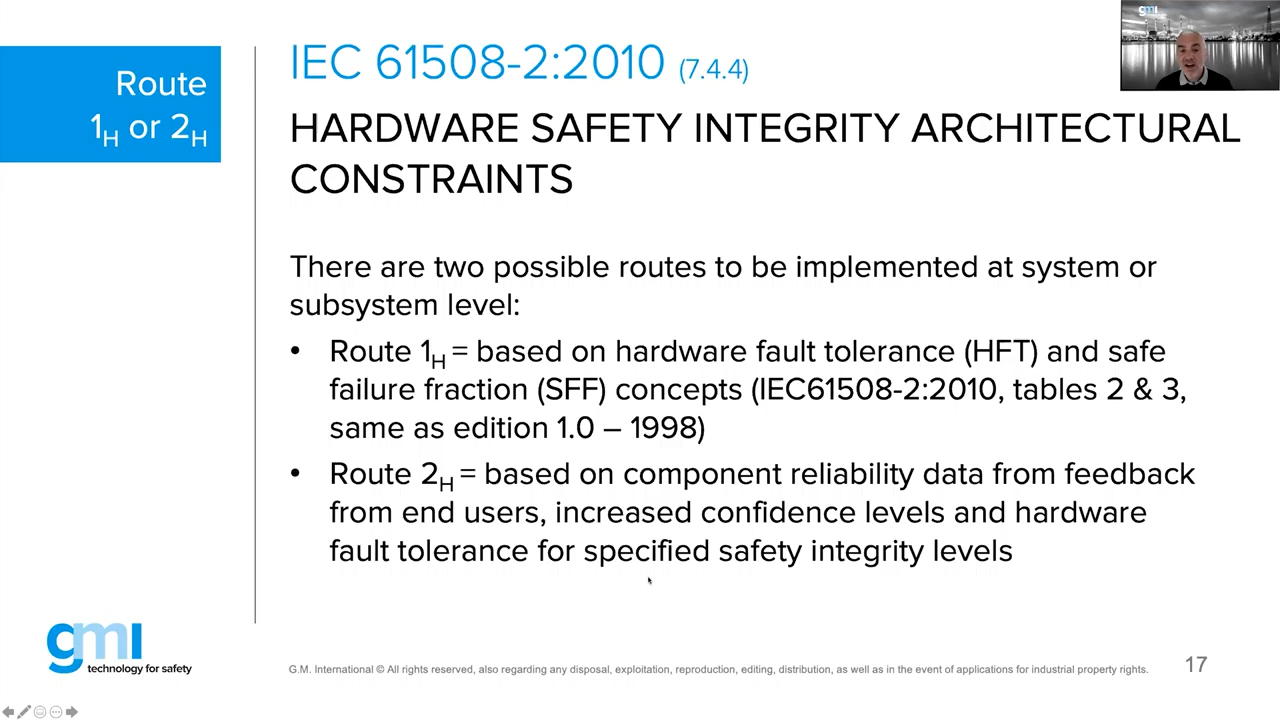 gmi
Route
1H or 2H
IEC 61508-2:2010 (7.4.4)
HARDWARE SAFETY INTEGRITY ARCHITECTURAL
CONSTRAINTS
There are two possible routes to be implemented at system or
subsystem level:
• Route 1H = based on hardware fault tolerance (HFT) and safe
failure fraction (SFF) concepts (IEC61508-2:2010, tables 2 & 3,
same as edition 1.0 – 1998)
• Route 2H = based on component reliability data from feedback
from end users, increased confidence levels and hardware
fault tolerance for specified safety integrity levels
gmi
technology for safety
G.M. International © All rights reserved, also regarding any disposal, exploitation, reproduction, editing, distribution, as well as in the event of applications for industrial property rights.
17